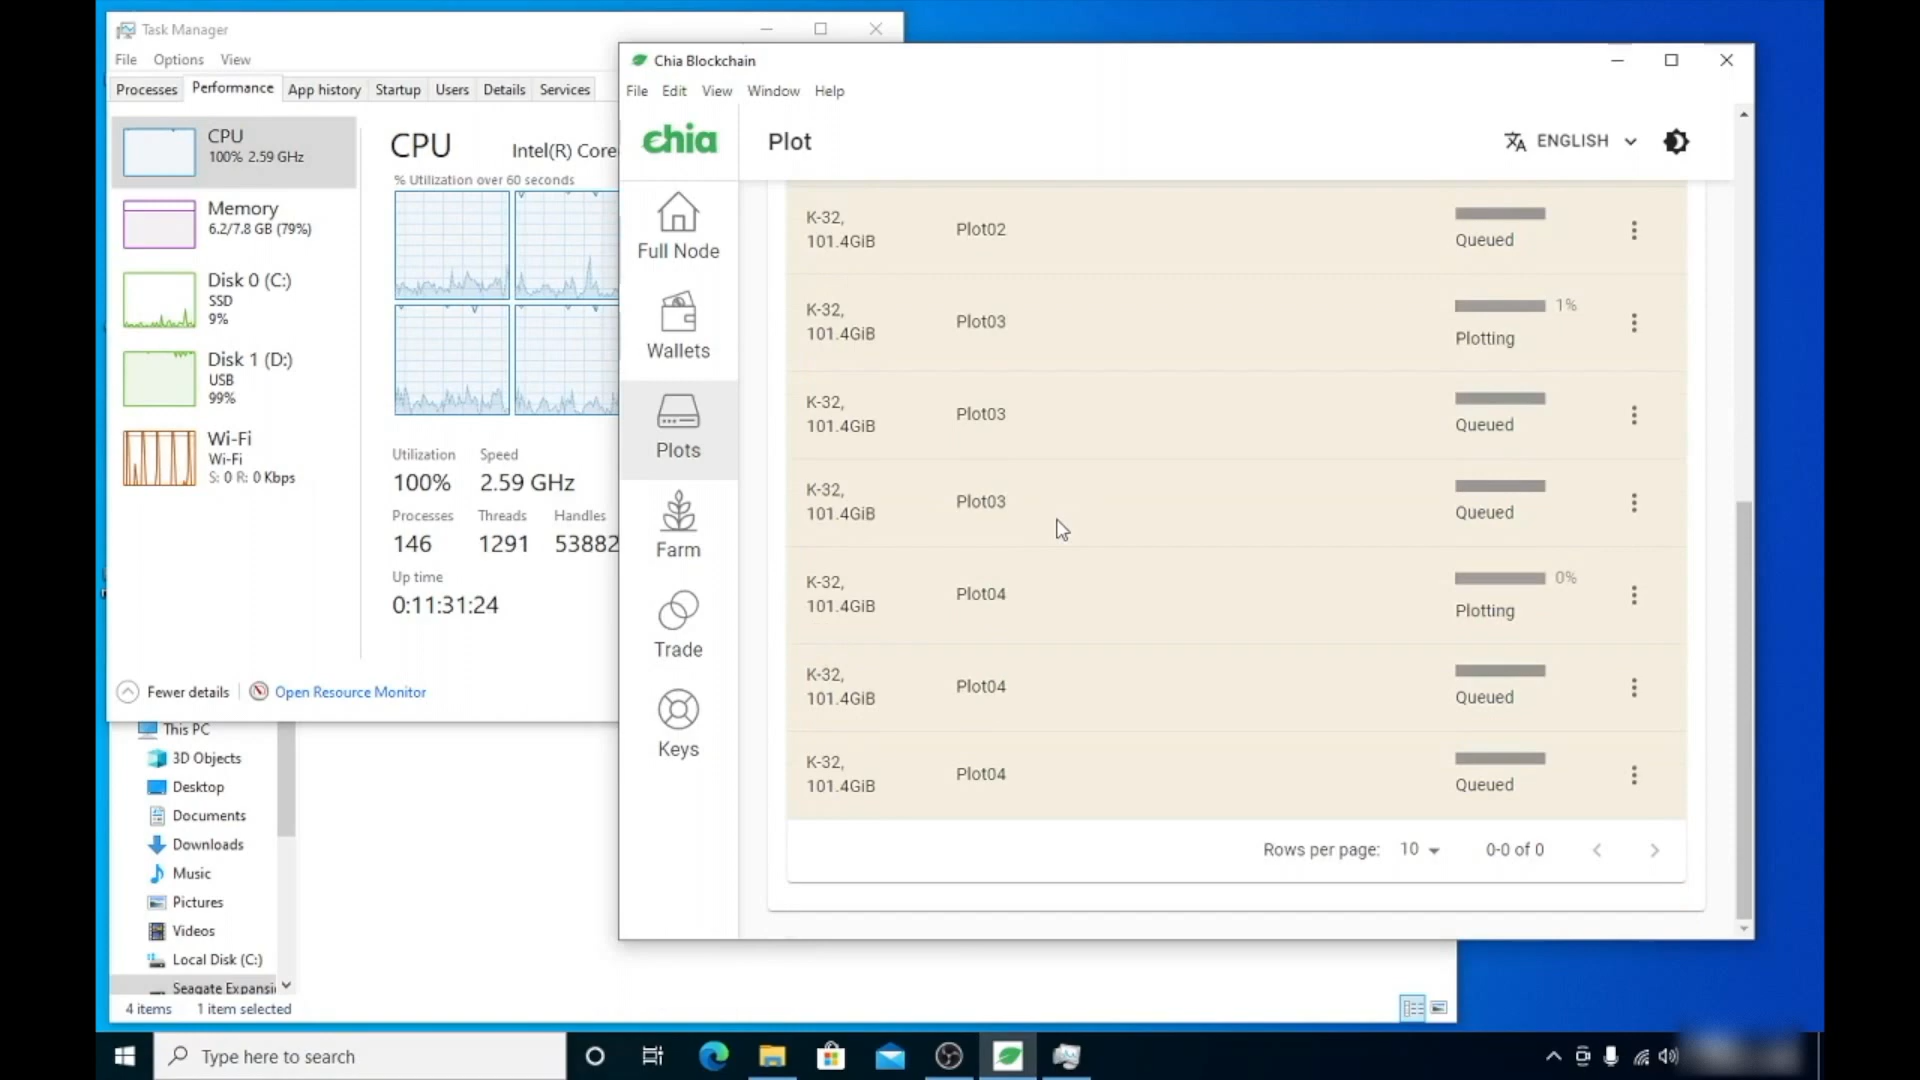 Task Manager
File Options View
Processes Performance App history Startup Users Details Services
CPU
100% 2.59 GHz
Memory
6.2/7.8 GB (79%)
Disk 0 (C:)
SSD
9%
Disk 1 (D:)
USB
99%
Wi-Fi
Wi-Fi
S: 0 R: 0 Kbps
CPU Intel(R) Core
% Utilization over 60 seconds
Utilization Speed
100% 2.59 GHz
Processes Threads Handles
146 1291 53882
Up time
0:11:31:24
Fewer details Open Resource Monitor
This PC
3D Objects
Desktop
Documents
Downloads
Music
Pictures
Videos
Local Disk (C:)
Seagate Expansi
4 items 1 item selected
Chia Blockchain
File Edit View Window Help
chia
Plot
ENGLISH
Full Node
Wallets
Plots
Farm
Trade
Keys
K-32,
101.4GiB
Plot02
Queued
K-32,
101.4GiB
Plot03
1%
Plotting
K-32,
101.4GiB
Plot03
Queued
K-32,
101.4GiB
Plot03
Queued
K-32,
101.4GiB
Plot04
0%
Plotting
K-32,
101.4GiB
Plot04
Queued
K-32,
101.4GiB
Plot04
Queued
Rows per page: 10 0-0 of 0
Type here to search